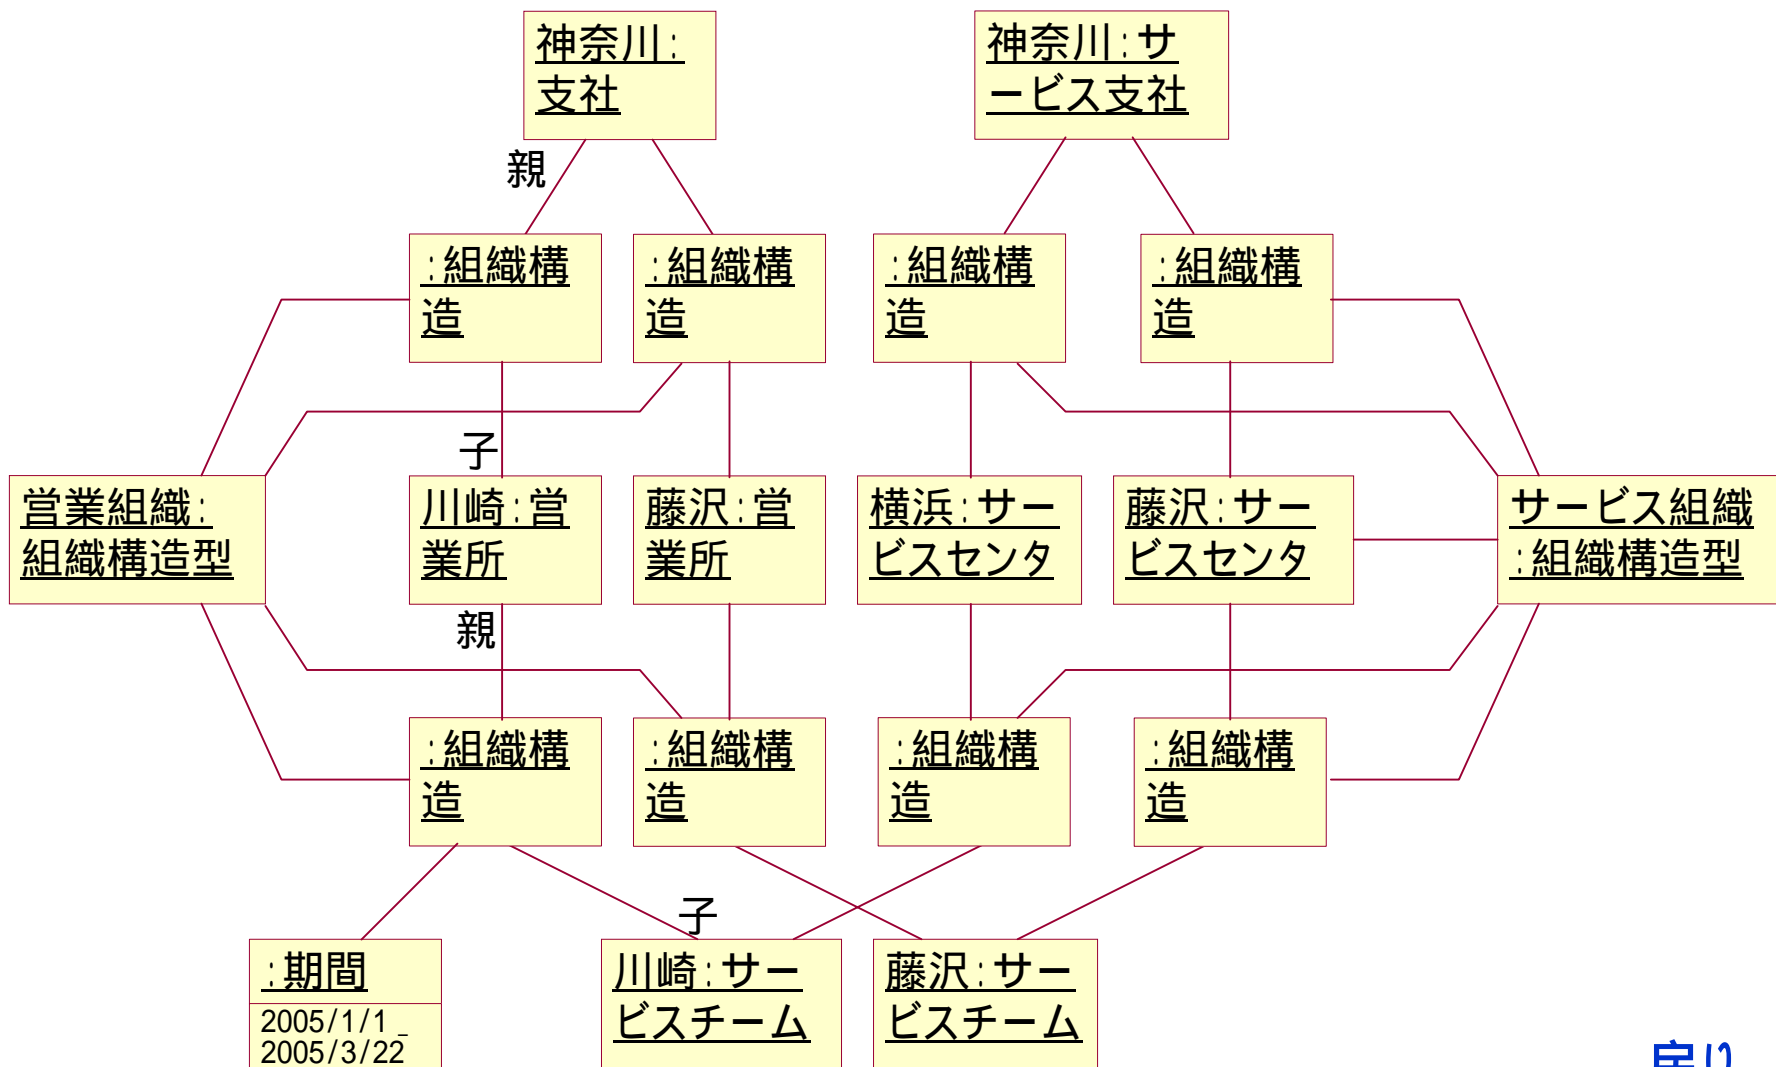 神奈川:
支社
神奈川:サ
ービス支社
親
:組織構
造
:組織構
造
:組織構
造
:組織構
造
子
営業組織:
組織構造型
川崎:営
業所
藤沢:営
業所
横浜:サー
ビスセンタ
藤沢:サー
ビスセンタ
サービス組織
:組織構造型
親
:組織構
造
:組織構
造
:組織構
造
:組織構
造
子
:期間
2005/1/1 _
2005/3/22
川崎:サー
ビスチーム
藤沢:サー
ビスチーム
戻り